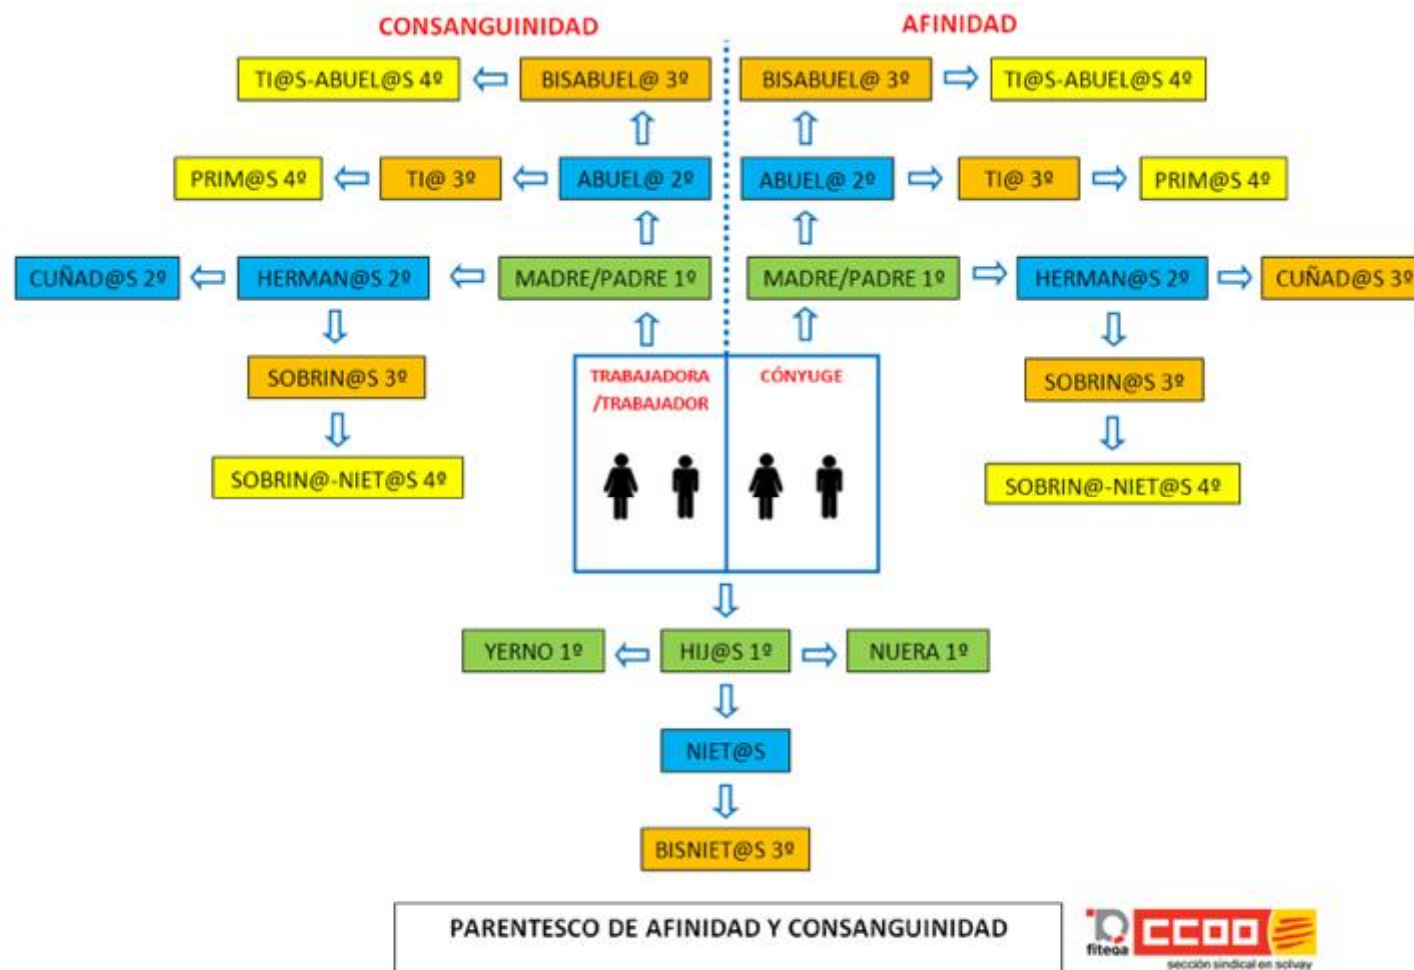 CONSANGUINIDAD
AFINIDAD
TI@S-ABUEL@S 4º
BISABUEL@ 3º
BISABUEL@ 3º
TI@S-ABUEL@S 4º
PRIM@S 4º
TI@ 3º
ABUEL@ 2º
ABUEL@ 2º
TI@ 3º
PRIM@S 4º
CUÑAD@S 2º
HERMAN@S 2º
MADRE/PADRE 1º
MADRE/PADRE 1º
HERMAN@S 2º
CUÑAD@S 3º
SOBRIN@S 3º
TRABAJADORA
/TRABAJADOR
CÓNYUGE
SOBRIN@S 3º
SOBRIN@-NIET@S 4º
SOBRIN@-NIET@S 4º
YERNO 1º
HIJ@S 1º
NUERA 1º
NIET@S
BISNIET@S 3º
PARENTESCO DE AFINIDAD Y CONSANGUINIDAD
fiteqa
CCOO
sección sindical en solvay